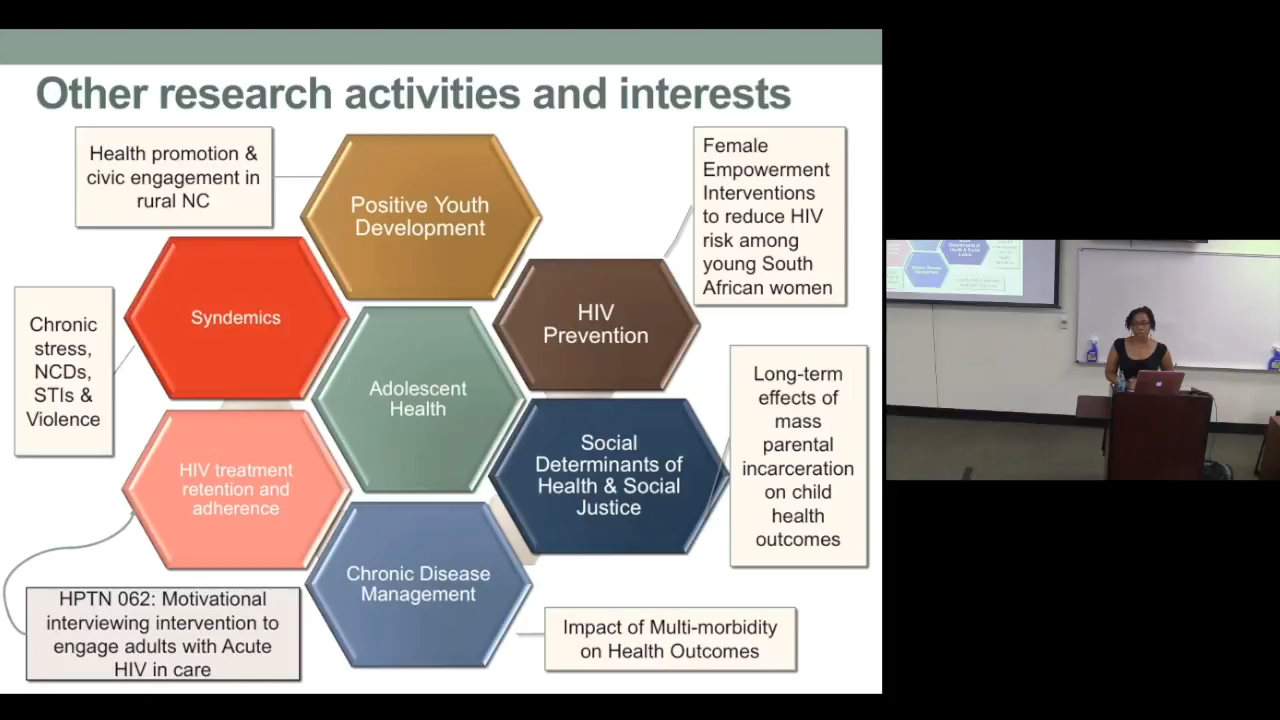 Other research activities and interests
Health promotion &
civic engagement in
rural NC
Positive Youth
Development
Female
Empowerment
Interventions
to reduce HIV
risk among
young South
African women
Syndemics
HIV
Prevention
Chronic
stress,
NCDs,
STIs &
Violence
Adolescent
Health
Long-term
effects of
mass
parental
incarceration
on child
health
outcomes
HIV treatment
retention and
adherence
Social
Determinants of
Health & Social
Justice
Chronic Disease
Management
HPTN 062: Motivational
interviewing intervention to
engage adults with Acute
HIV in care
Impact of Multi-morbidity
on Health Outcomes